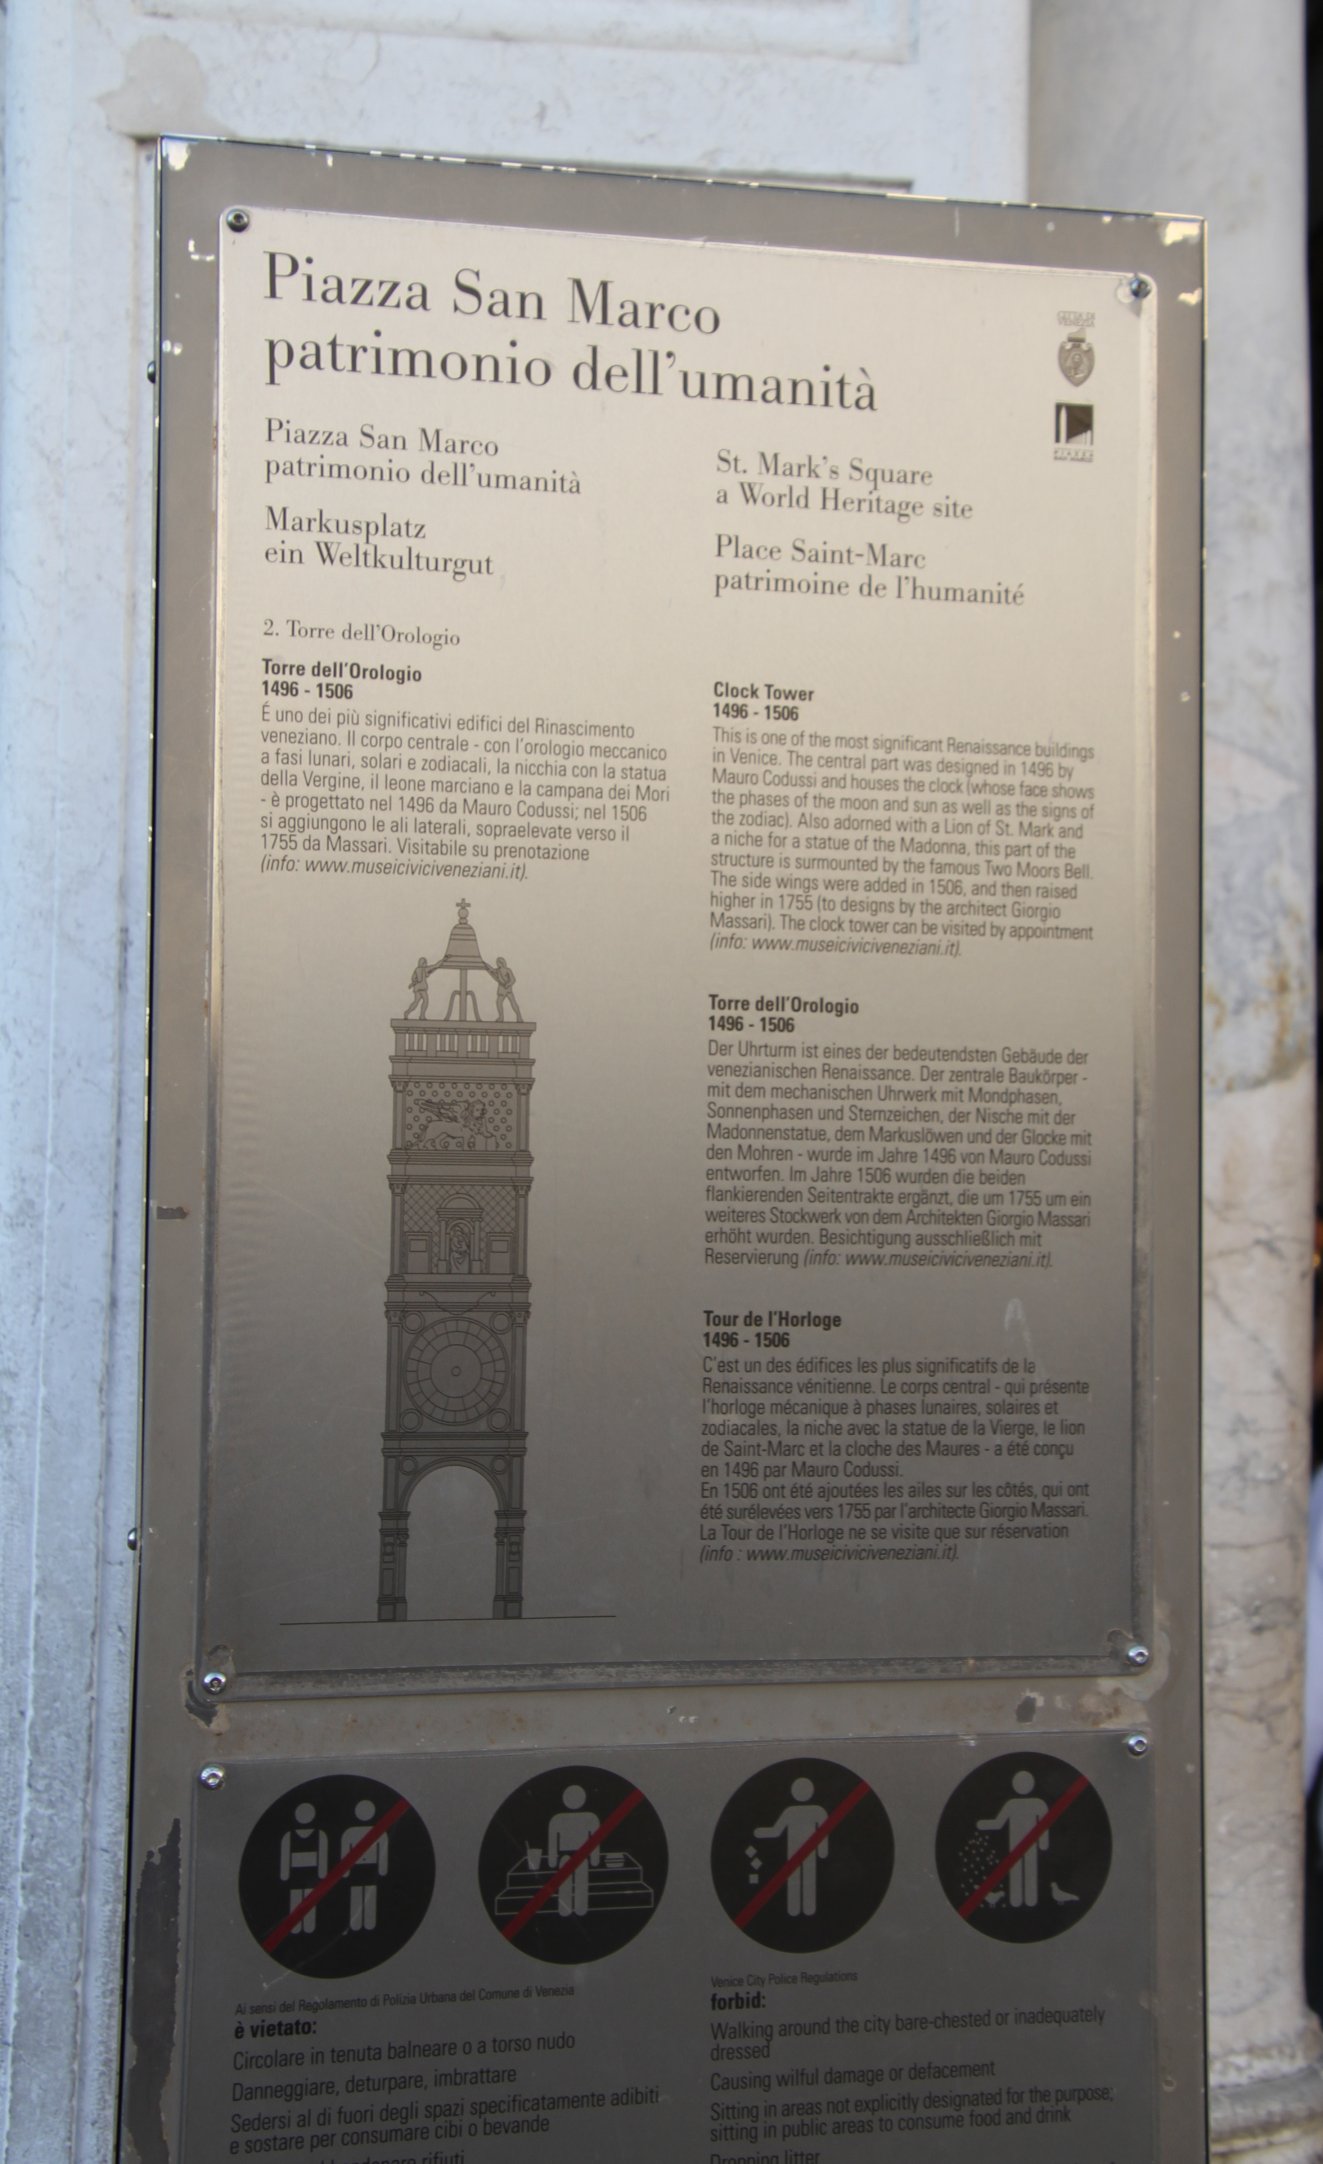 Piazza San Marco
patrimonio dell'umanità
CITTA DI
VENEZIA
PIAZZA
Piazza San Marco
patrimonio dell'umanità
Markusplatz
ein Weltkulturgut
St. Mark's Square
a World Heritage site
Place Saint-Marc
patrimoine de l'humanité
2. Torre dell'Orologio
Torre dell'Orologio
1496 - 1506
É uno dei più significativi edifici del Rinascimento
veneziano. Il corpo centrale - con l'orologio meccanico
a fasi lunari, solari e zodiacali, la nicchia con la statua
della Vergine, il leone marciano e la campana dei Mori
- è progettato nel 1496 da Mauro Codussi; nel 1506
si aggiungono le ali laterali, sopraelevate verso il
1755 da Massari. Visitabile su prenotazione
(info: www.museiciviciveneziani.it).
Clock Tower
1496 - 1506
This is one of the most significant Renaissance buildings
in Venice. The central part was designed in 1496 by
Mauro Codussi and houses the clock (whose face shows
the phases of the moon and sun as well as the signs of
the zodiac). Also adorned with a Lion of St. Mark and
a niche for a statue of the Madonna, this part of the
structure is surmounted by the famous Two Moors Bell.
The side wings were added in 1506, and then raised
higher in 1755 (to designs by the architect Giorgio
Massari). The clock tower can be visited by appointment
(info: www.museiciviciveneziani.it).
Torre dell'Orologio
1496 - 1506
Der Uhrturm ist eines der bedeutendsten Gebäude der
venezianischen Renaissance. Der zentrale Baukörper -
mit dem mechanischen Uhrwerk mit Mondphasen,
Sonnenphasen und Sternzeichen, der Nische mit der
Madonnenstatue, dem Markuslöwen und der Glocke mit
den Mohren - wurde im Jahre 1496 von Mauro Codussi
entworfen. Im Jahre 1506 wurden die beiden
flankierenden Seitentrakte ergänzt, die um 1755 um ein
weiteres Stockwerk von dem Architekten Giorgio Massari
erhöht wurden. Besichtigung ausschließlich mit
Reservierung (info: www.museiciviciveneziani.it).
Tour de l'Horloge
1496 - 1506
C'est un des édifices les plus significatifs de la
Renaissance vénitienne. Le corps central - qui présente
l'horloge mécanique à phases lunaires, solaires et
zodiacales, la niche avec la statue de la Vierge, le lion
de Saint-Marc et la cloche des Maures - a été conçu
en 1496 par Mauro Codussi.
En 1506 ont été ajoutées les ailes sur les côtés, qui ont
été surélevées vers 1755 par l'architecte Giorgio Massari.
La Tour de l'Horloge ne se visite que sur réservation
(info : www.museiciviciveneziani.it).
Ai sensi del Regolamento di Polizia Urbana del Comune di Venezia
è vietato:
Circolare in tenuta balneare o a torso nudo
Danneggiare, deturpare, imbrattare
Sedersi al di fuori degli spazi specificatamente adibiti
e sostare per consumare cibi o bevande
rifiuti
Venice City Police Regulations
forbid:
Walking around the city bare-chested or inadequately
dressed
Causing wilful damage or defacement
Sitting in areas not explicitly designated for the purpose;
sitting in public areas to consume food and drink
Dropping litter